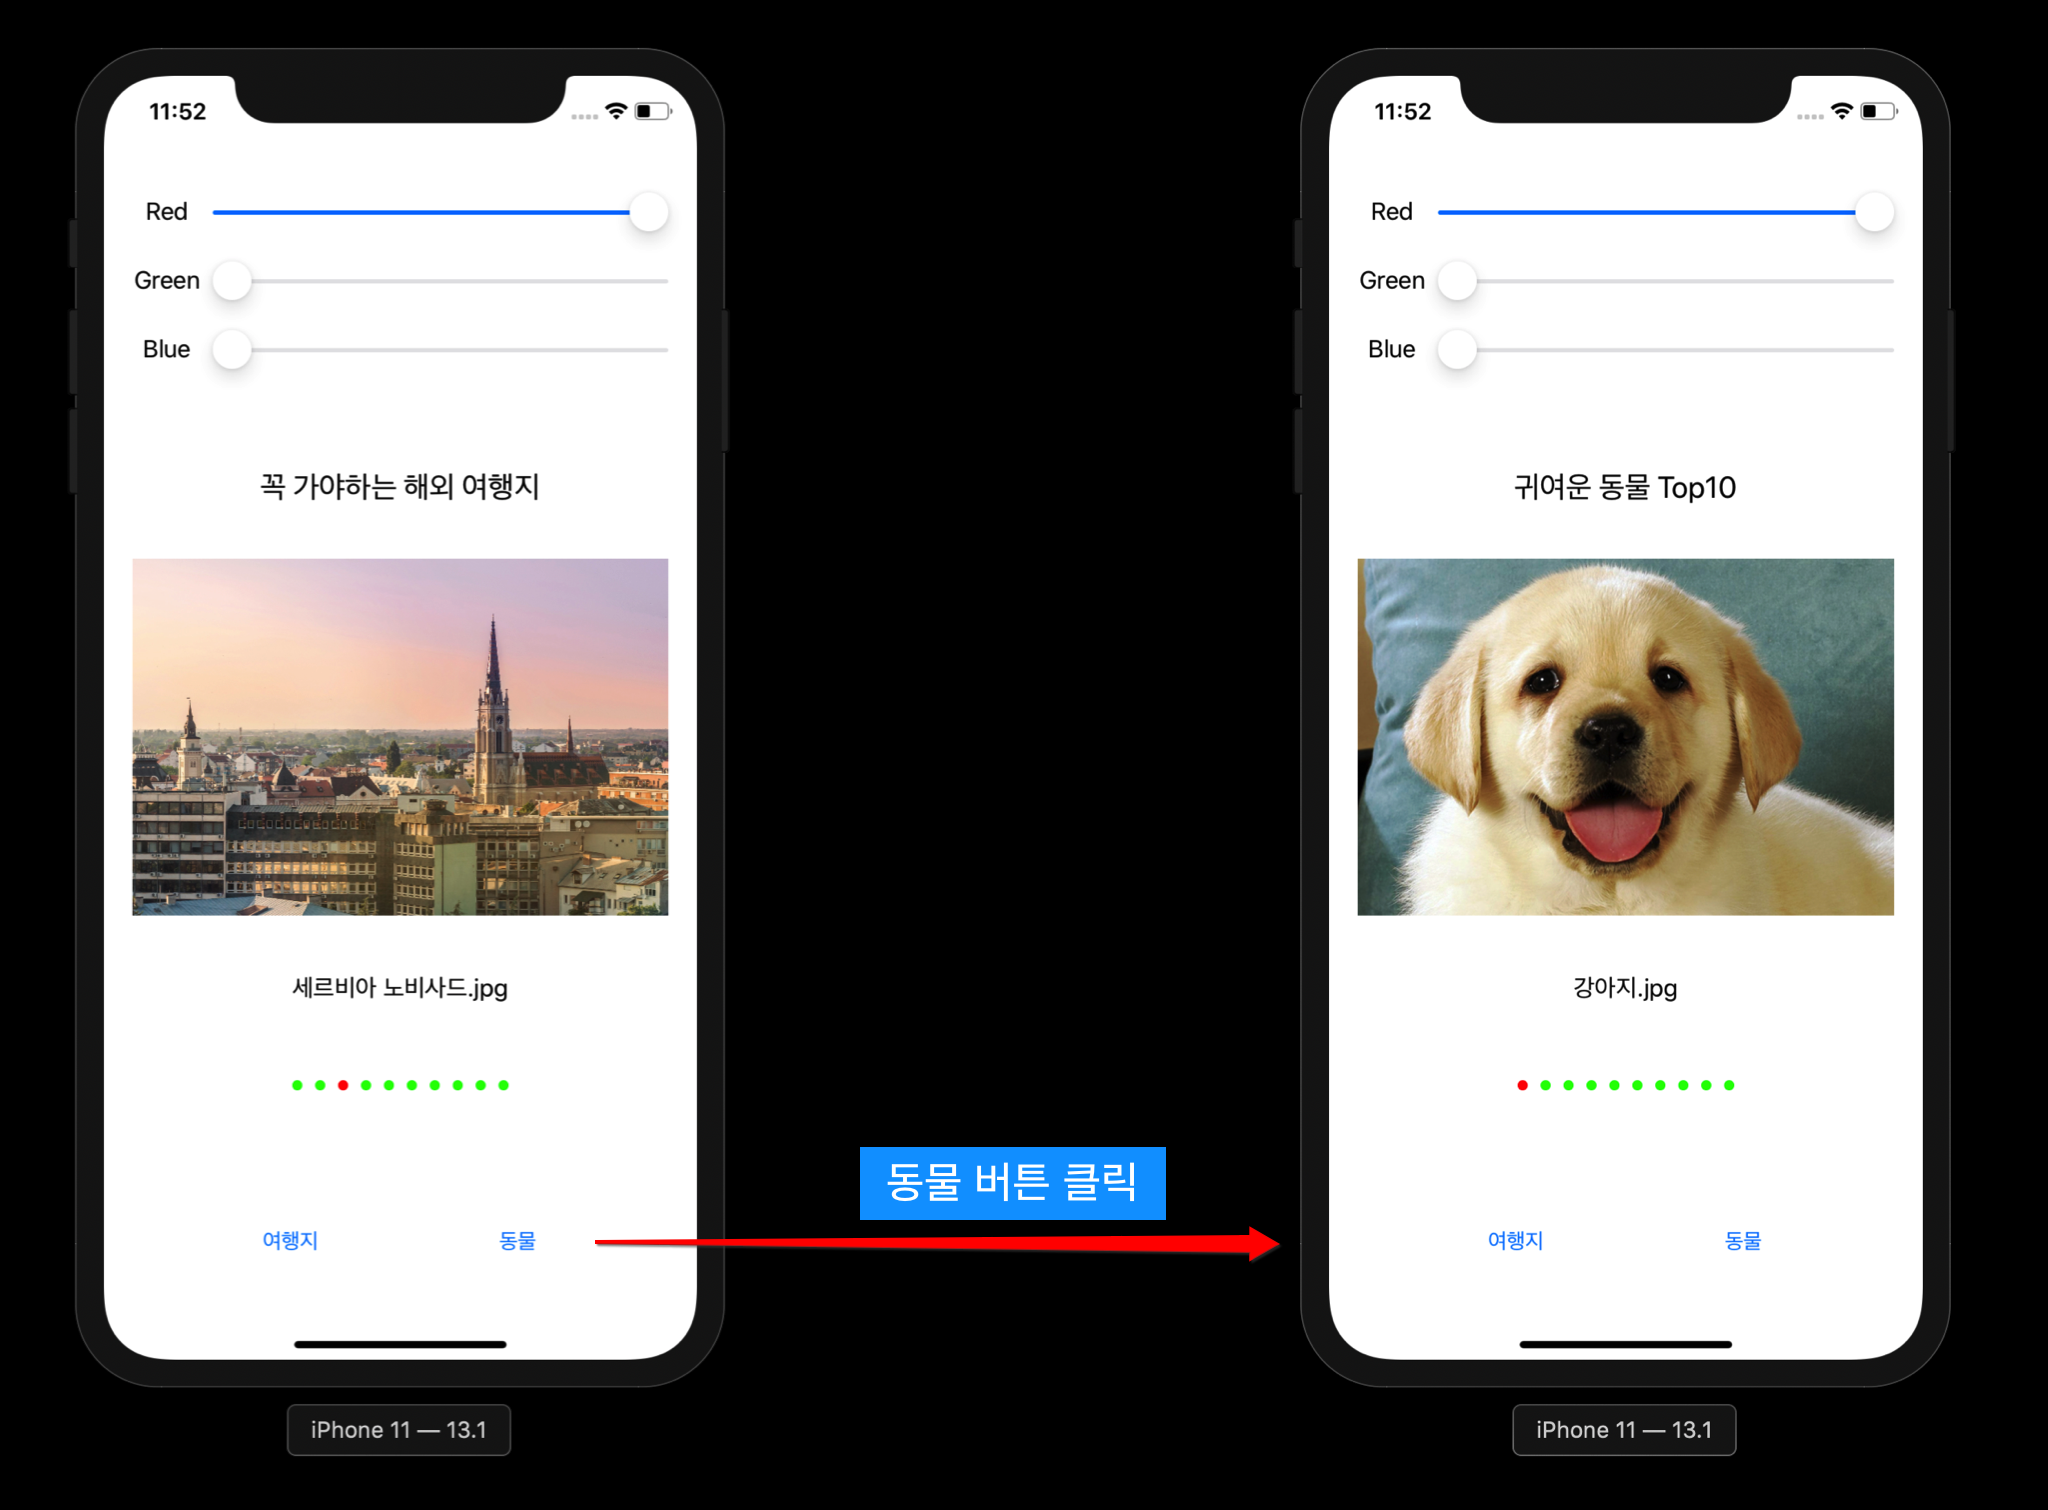 11:52
Red
Green
Blue
꼭 가야하는 해외 여행지
세르비아 노비사드.jpg
여행지
동물
iPhone 11 — 13.1
동물 버튼 클릭
11:52
Red
Green
Blue
귀여운 동물 Top10
강아지.jpg
여행지
동물
iPhone 11 — 13.1